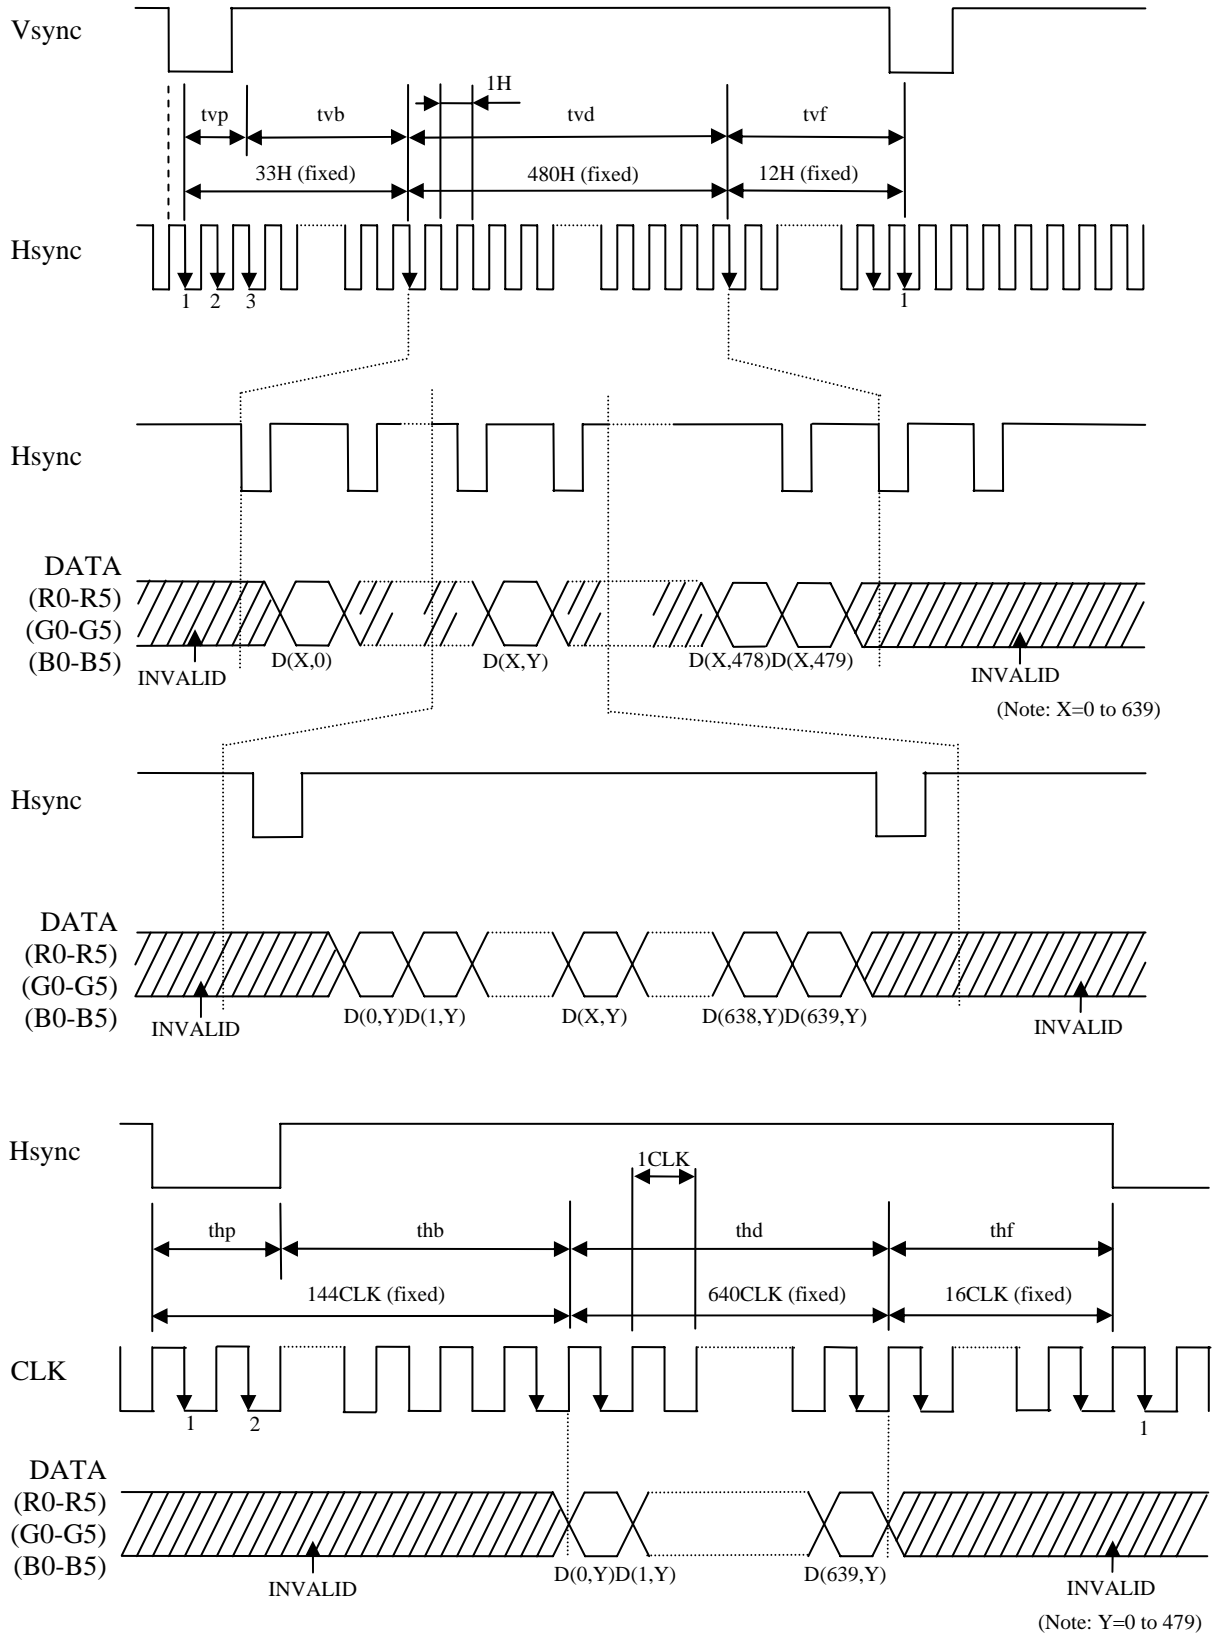 Vsync
1H
tvp tvb tvd tvf
33H (fixed) 480H (fixed) 12H (fixed)
Hsync
1 2 3 1
Hsync
DATA
(R0-R5)
(G0-G5)
(B0-B5)
D(X,0) D(X,Y) D(X,478)D(X,479)
INVALID INVALID
(Note: X=0 to 639)
Hsync
DATA
(R0-R5)
(G0-G5)
(B0-B5)
D(0,Y)D(1,Y) D(X,Y) D(638,Y)D(639,Y)
INVALID INVALID
Hsync
1CLK
thp thb thd thf
144CLK (fixed) 640CLK (fixed) 16CLK (fixed)
CLK
1 2 1
DATA
(R0-R5)
(G0-G5)
(B0-B5)
D(0,Y)D(1,Y) D(639,Y)
INVALID INVALID
(Note: Y=0 to 479)